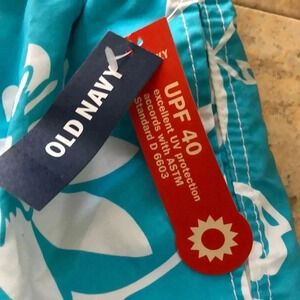 OLD NAVY
UPF 40
excellent UV protection
accords with ASTM
Standard D 6603